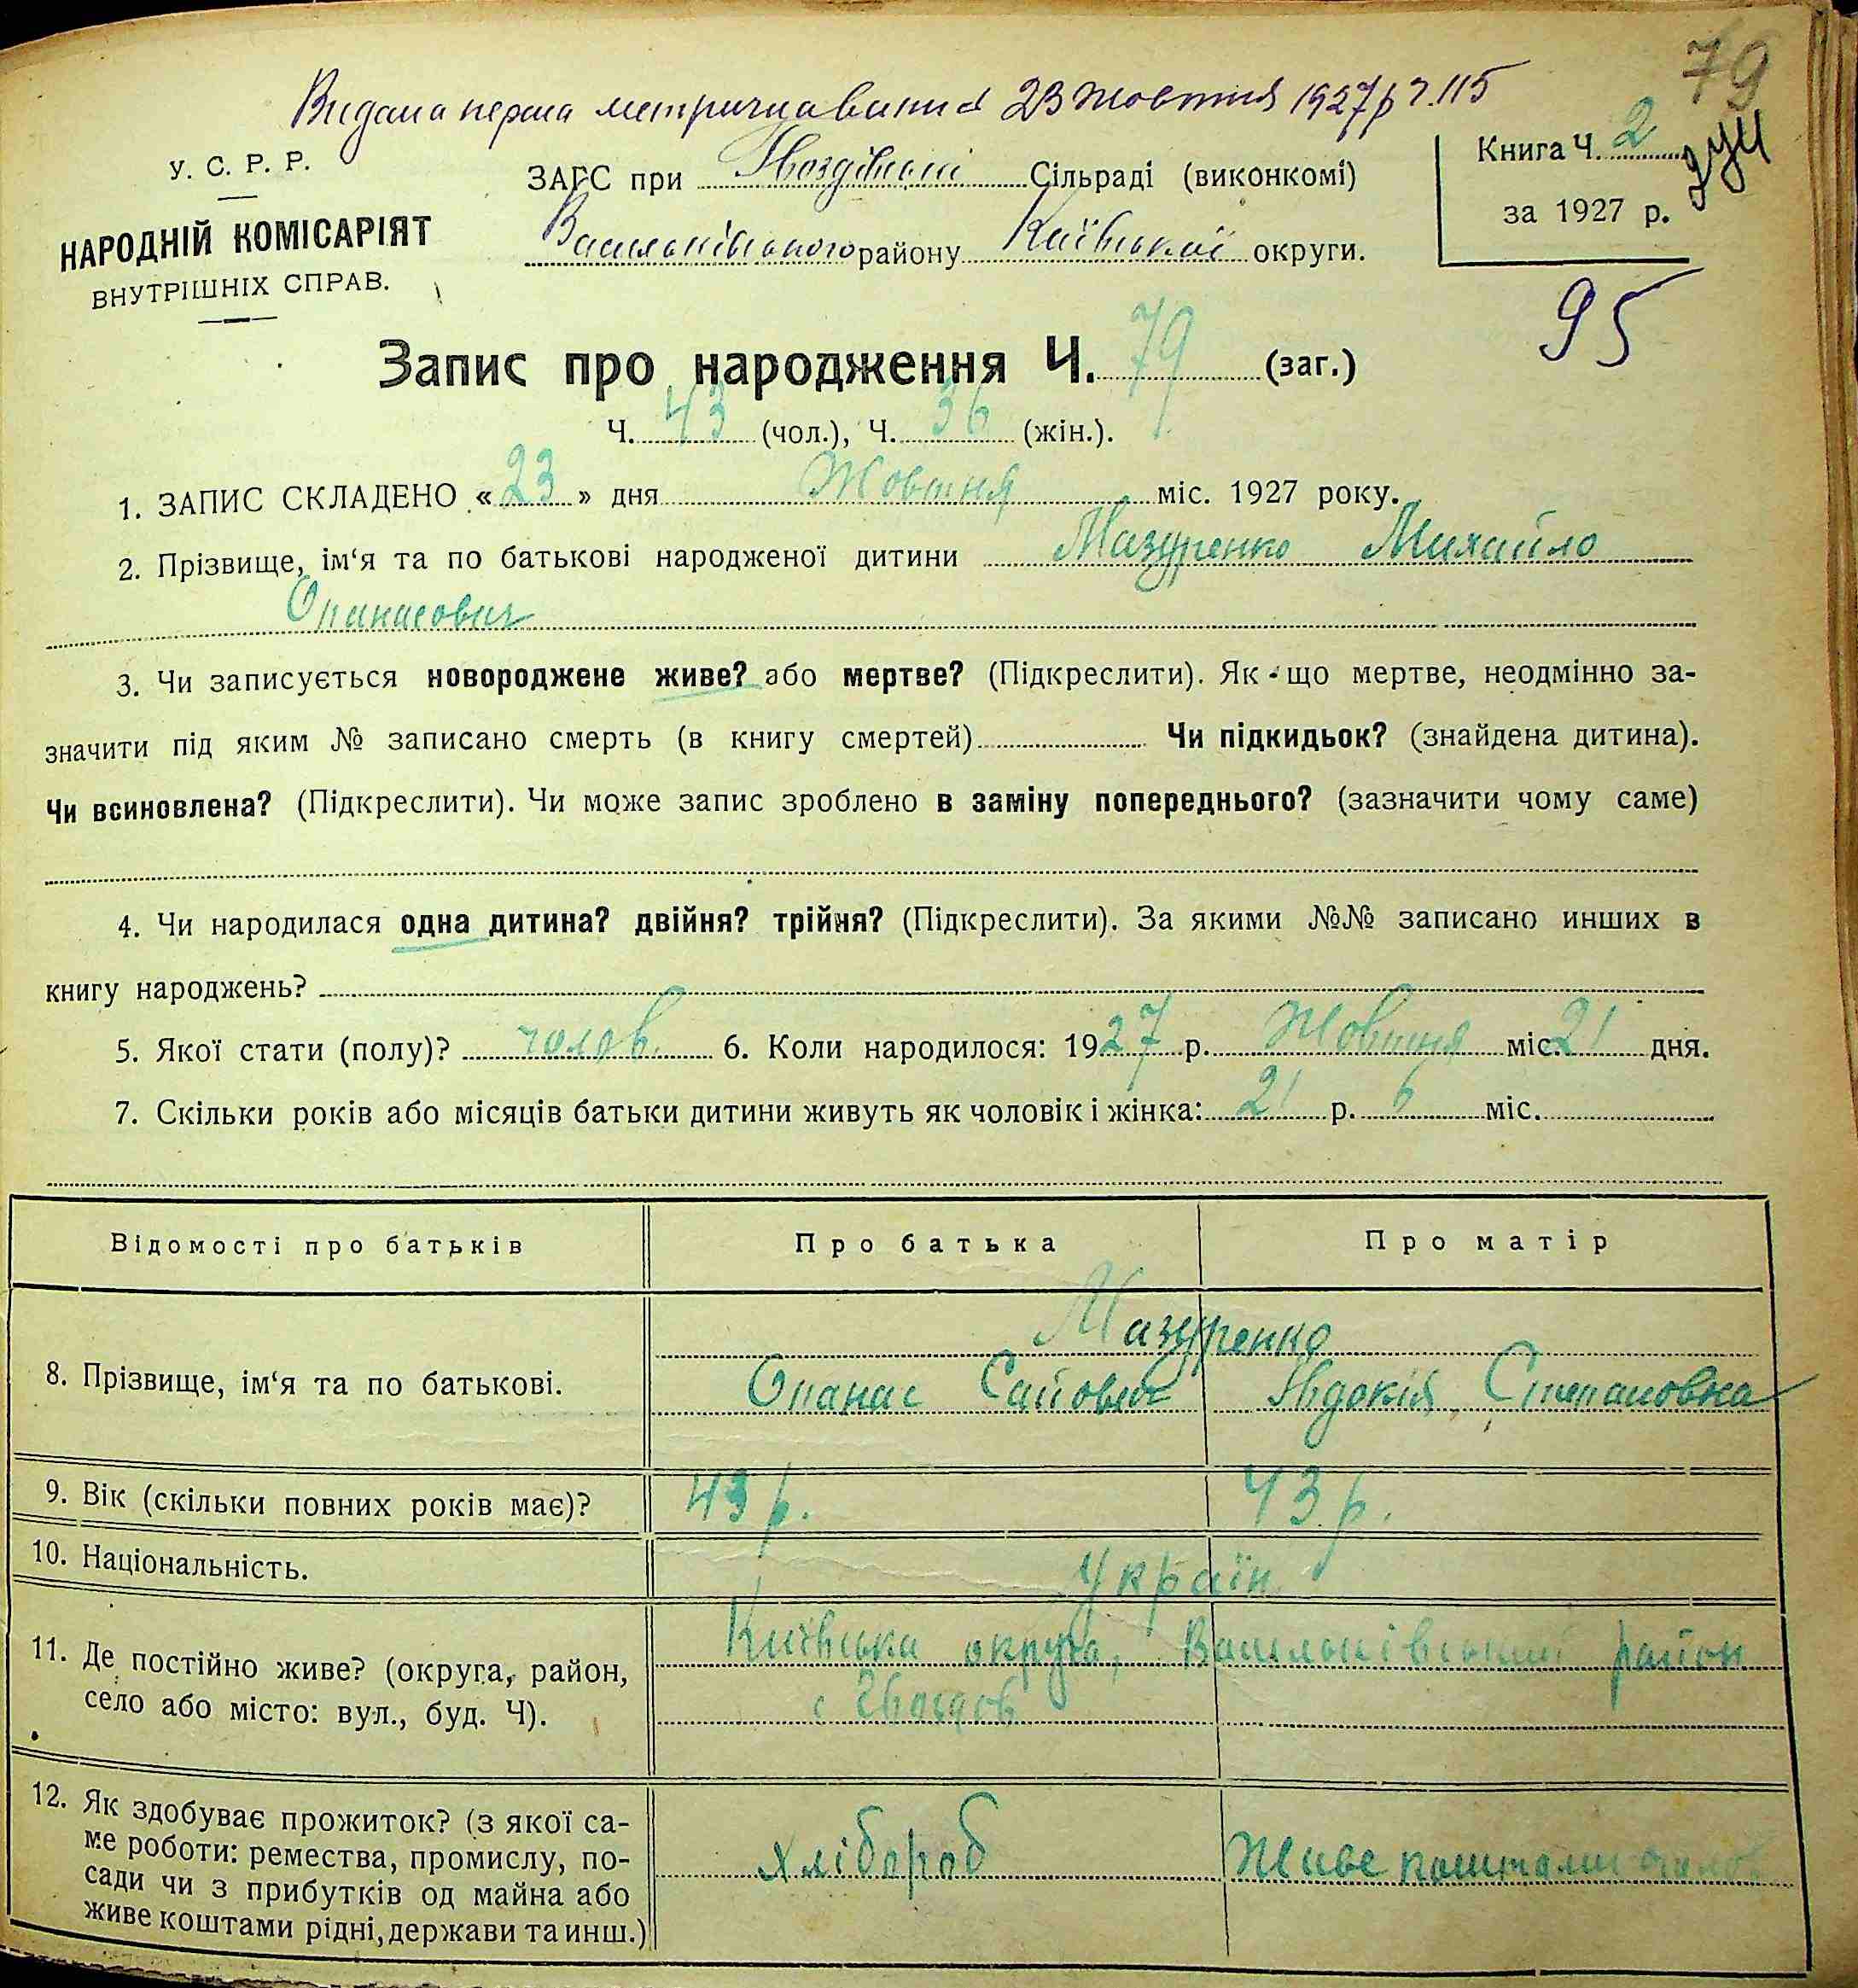 79
Видана перша метрична виписа 23 жовтня 1927 р ч. 115
У. С. Р. Р.
НАРОДНІЙ КОМІСАРІЯТ
ВНУТРІШНІХ СПРАВ.
ЗАГС при Гвоздівській Сільраді (виконкомі)
Васильківського району Київської округи.
Книга Ч. 2
за 1927 р.
95
Запис про народження Ч. 79 (заг.)
Ч. 43 (чол.), Ч. 36 (жін.).
1. ЗАПИС СКЛАДЕНО «23» дня Жовтня міс. 1927 року.
2. Прізвище, ім‘я та по батькові народженої дитини Мазуренко Михайло
Опанасович
3. Чи записується новороджене живе? або мертве? (Підкреслити). Як-що мертве, неодмінно за-
значити під яким № записано смерть (в книгу смертей) Чи підкидьок? (знайдена дитина).
Чи всиновлена? (Підкреслити). Чи може запис зроблено в заміну попереднього? (зазначити чому саме)
4. Чи народилася одна дитина? двійня? трійня? (Підкреслити). За якими №№ записано инших в
книгу народжень?
5. Якої стати (полу)? чолов. 6. Коли народилося: 1927 р. Жовтня міс. 21 дня.
7. Скільки років або місяців батьки дитини живуть як чоловік і жінка: 21 р. 6 міс.
Відомості про батьків Про батька Про матір
Мазуренко
8. Прізвище, ім‘я та по батькові. Опанас Савович Явдокія Степановна
9. Вік (скільки повних років має)? 43 р. 43 р.
10. Національність. Україн.
Київська округа, Васильківський район
11. Де постійно живе? (округа, район,
село або місто: вул., буд. Ч). с Гвоздов
12. Як здобуває прожиток? (з якої са-
ме роботи: ремества, промислу, по- хлібороб Живе коштами
сади чи з прибутків од майна або
живе коштами рідні, держави та инш.)